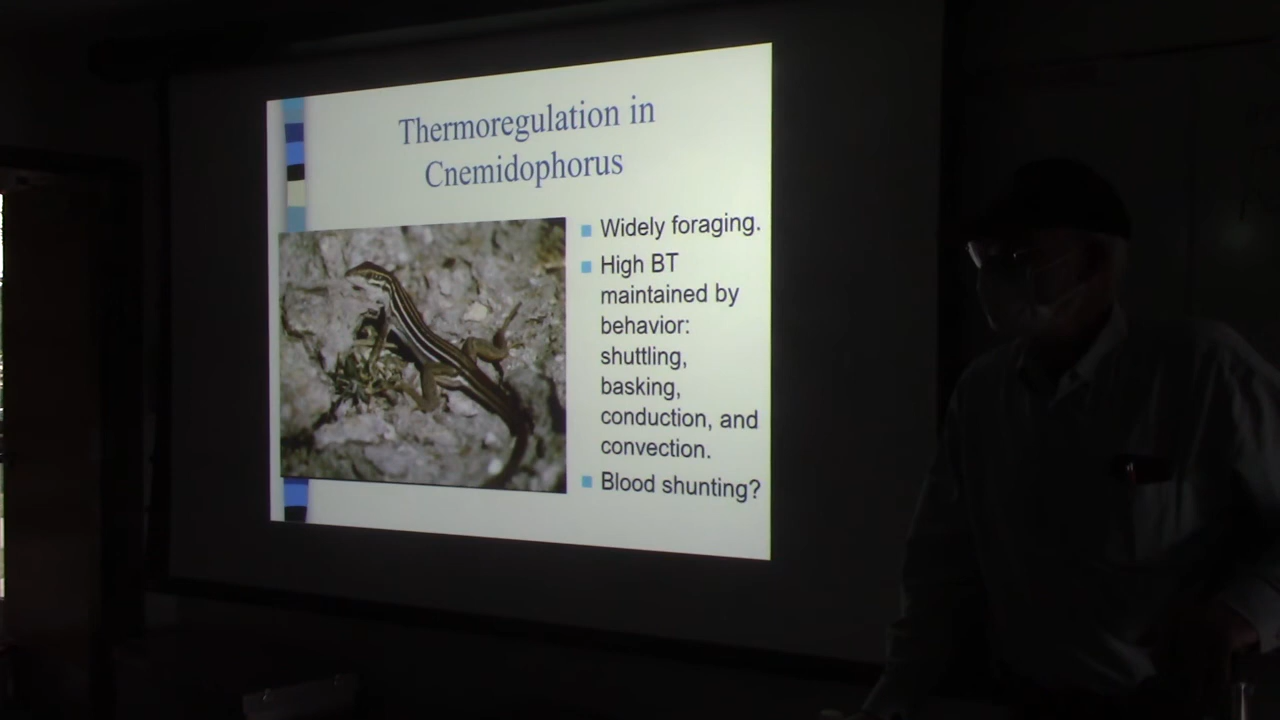 Thermoregulation in
Cnemidophorus
Widely foraging.
High BT
maintained by
behavior:
shuttling,
basking,
conduction, and
convection.
Blood shunting?